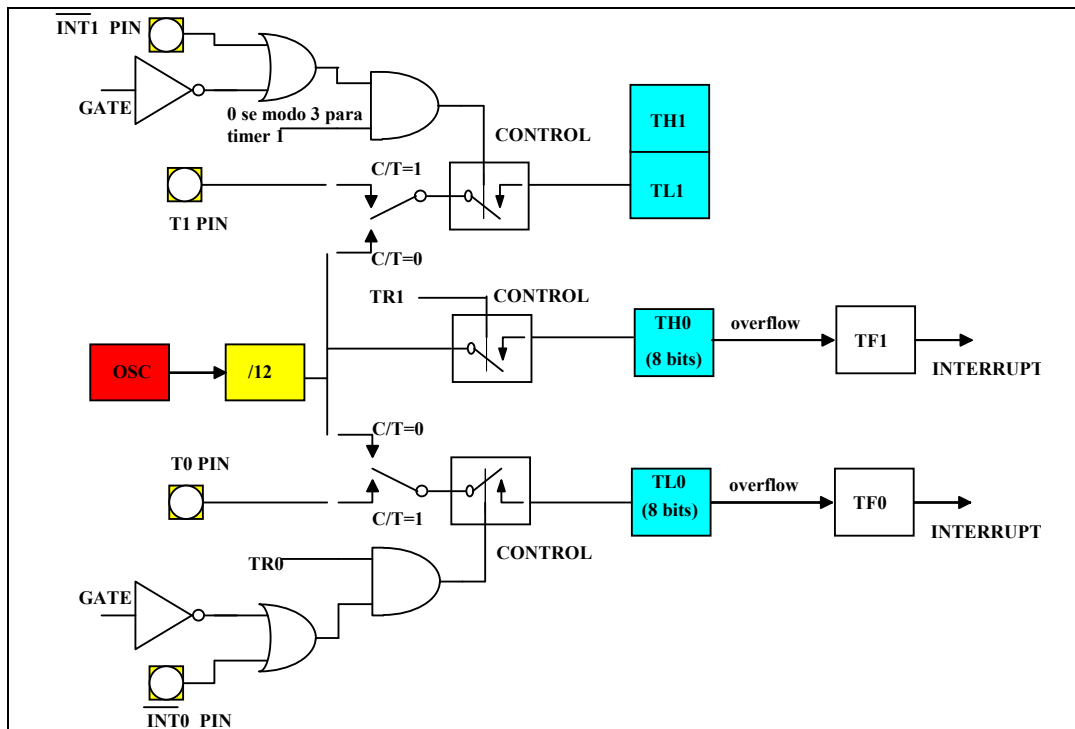 INT1 PIN
GATE
0 se modo 3 para
timer 1
CONTROL
TH1
TL1
C/T=1
T1 PIN
C/T=0
TR1
CONTROL
TH0
(8 bits)
overflow
TF1
INTERRUPT
OSC
/12
C/T=0
T0 PIN
C/T=1
TL0
(8 bits)
overflow
TF0
INTERRUPT
CONTROL
TR0
GATE
INT0 PIN